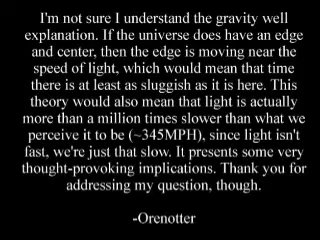 I'm not sure I understand the gravity well
explanation. If the universe does have an edge
and center, then the edge is moving near the
speed of light, which would mean that time
there is at least as sluggish as it is here. This
theory would also mean that light is actually
more than a million times slower than what we
perceive it to be (~345MPH), since light isn't
fast, we're just that slow. It presents some very
thought-provoking implications. Thank you for
addressing my question, though.
-Orenotter